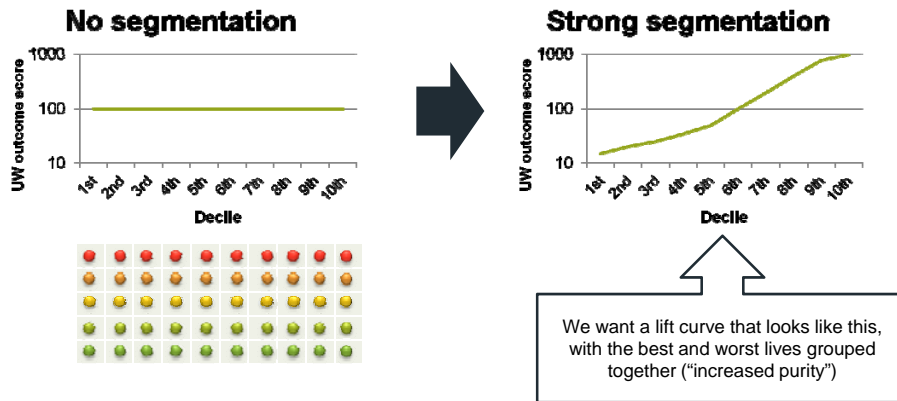 No segmentation
UW outcome score
1000
100
10
1st
2nd
3rd
4th
5th
6th
7th
8th
9th
10th
Decile
Strong segmentation
UW outcome score
1000
100
10
1st
2nd
3rd
4th
5th
6th
7th
8th
9th
10th
Decile
We want a lift curve that looks like this,
with the best and worst lives grouped
together (“increased purity”)